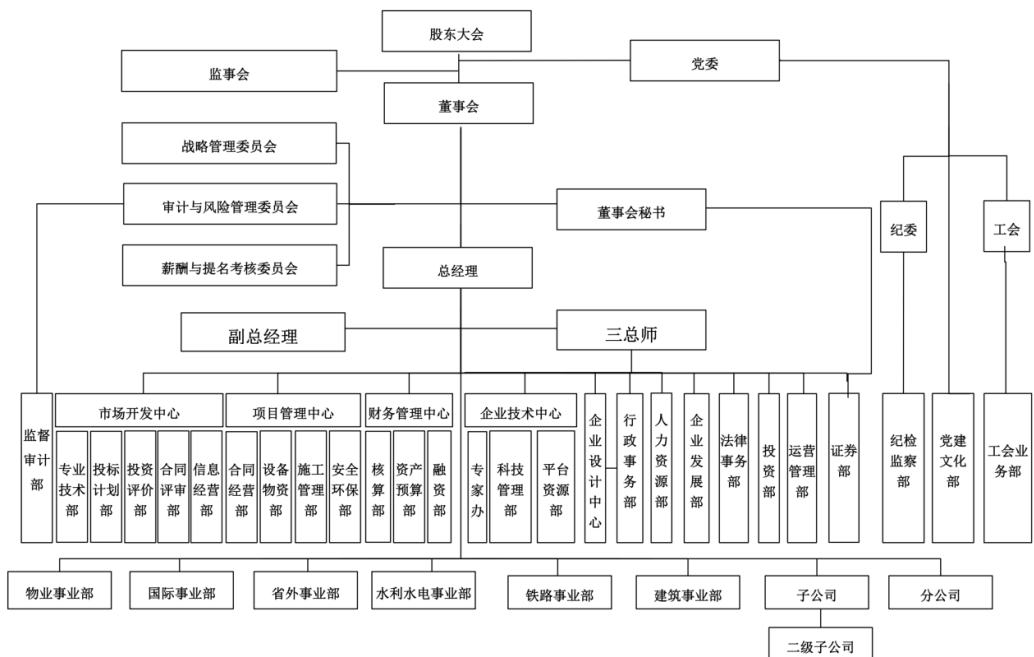 股东大会
监事会
党委
董事会
战略管理委员会
审计与风险管理委员会
董事会秘书
纪委
工会
薪酬与提名考核委员会
总经理
副总经理
三总师
监督审计部
市场开发中心
项目管理中心
财务管理中心
企业技术中心
专业技术部
投标计划部
投资评价部
合同评审部
信息经营部
合同经营部
设备物资部
施工管理部
安全环保部
核算部
资产预算部
融资部
专家办
科技管理部
平台资源部
企业设计中心
行政事务部
人力资源部
企业发展部
法律事务部
投资部
运营管理部
证券部
纪检监察部
党建文化部
工会业务部
物业事业部
国际事业部
省外事业部
水利水电事业部
铁路事业部
建筑事业部
子公司
分公司
二级子公司